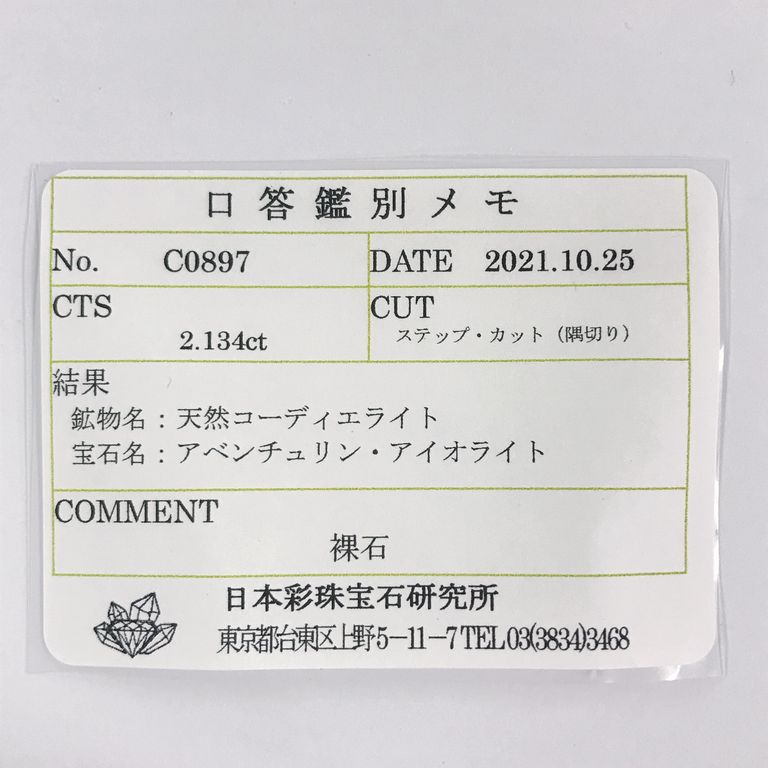 口答鑑別メモ
No. C0897
DATE 2021.10.25
CTS
2.134ct
CUT
ステップ・カット（隅切り）
結果
鉱物名：天然コーディエライト
宝石名：アベンチュリン・アイオライト
COMMENT
裸石
日本彩珠宝石研究所
東京都台東区上野5－11－7 TEL 03(3834)3468